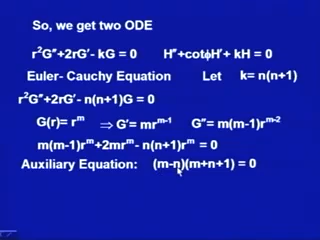 So, we get two ODE
r²G″+2rG′- kG = 0 H″+cotϕH′+ kH = 0
Euler- Cauchy Equation Let k= n(n+1)
r²G″+2rG′- n(n+1)G = 0
G(r)= rᵐ ⇒ G′= mrᵐ⁻¹ G″= m(m-1)rᵐ⁻²
m(m-1)rᵐ+2mrᵐ- n(n+1)rᵐ = 0
Auxiliary Equation: (m-n)(m+n+1) = 0